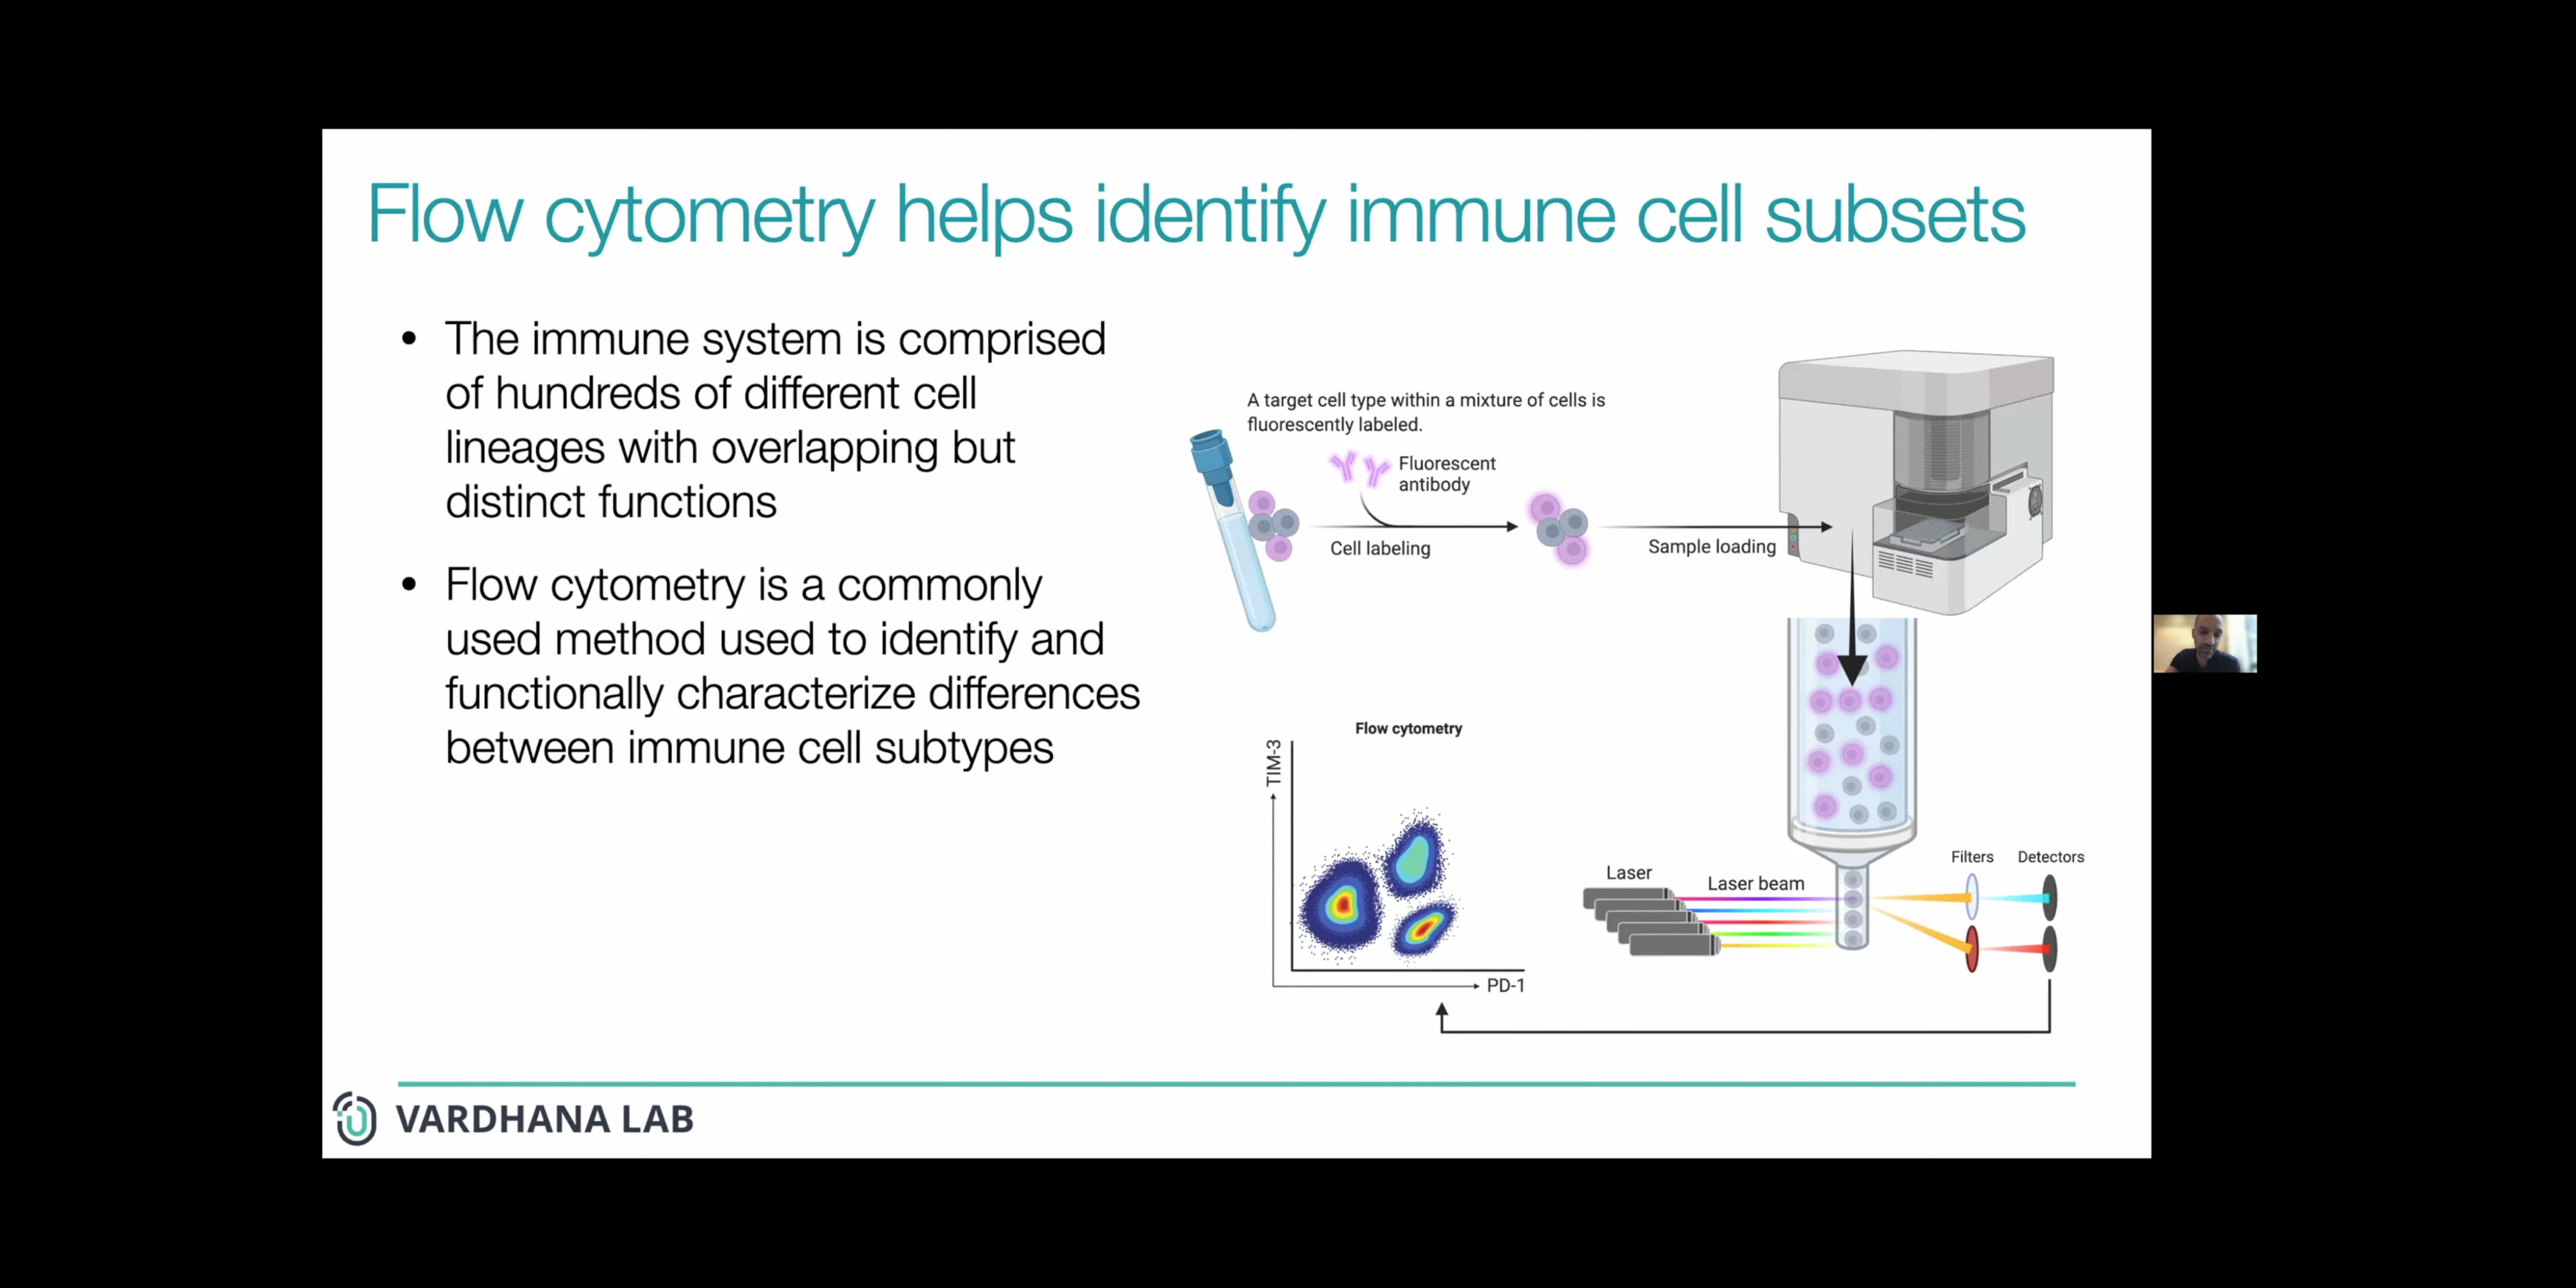 Flow cytometry helps identify immune cell subsets
• The immune system is comprised
of hundreds of different cell
lineages with overlapping but
distinct functions
• Flow cytometry is a commonly
used method used to identify and
functionally characterize differences
between immune cell subtypes
A target cell type within a mixture of cells is
fluorescently labeled.
Fluorescent
antibody
Cell labeling
Sample loading
Flow cytometry
TIM-3
PD-1
Laser
Laser beam
Filters
Detectors
VARDHANA LAB